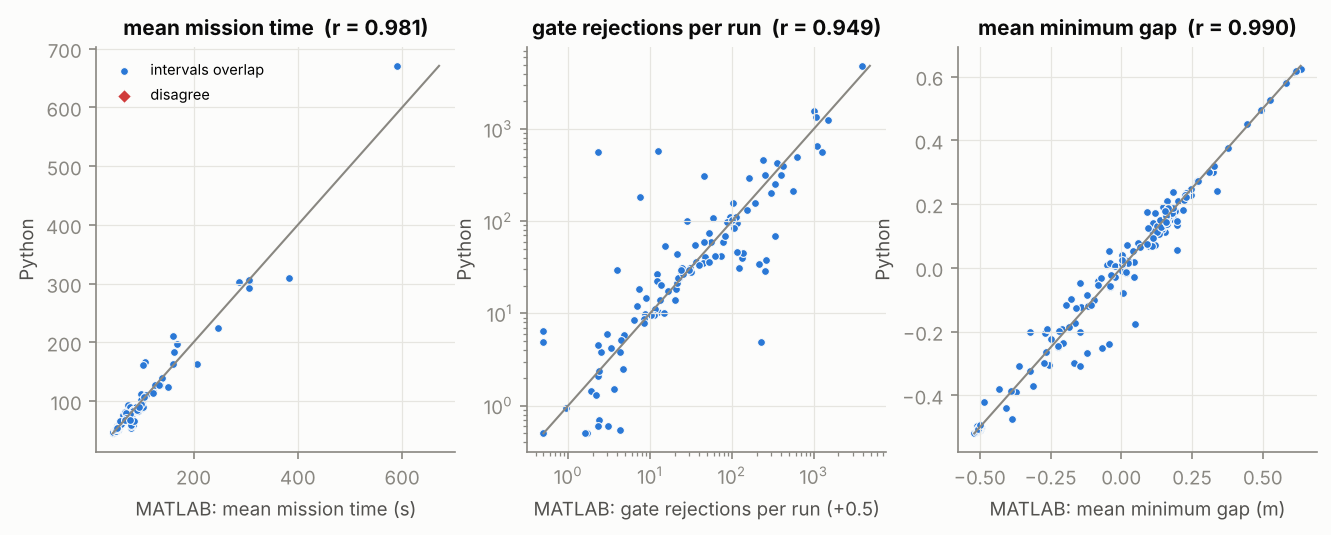 mean mission time (r = 0.981)
700
600
500
400
300
200
100
intervals overlap
disagree
Python
200
400
600
MATLAB: mean mission time (s)
gate rejections per run (r = 0.949)
10³
10²
10¹
10⁰
Python
10⁰
10¹
10²
10³
MATLAB: gate rejections per run (+0.5)
mean minimum gap (r = 0.990)
0.6
0.4
0.2
0.0
−0.2
−0.4
Python
−0.50
−0.25
0.00
0.25
0.50
MATLAB: mean minimum gap (m)